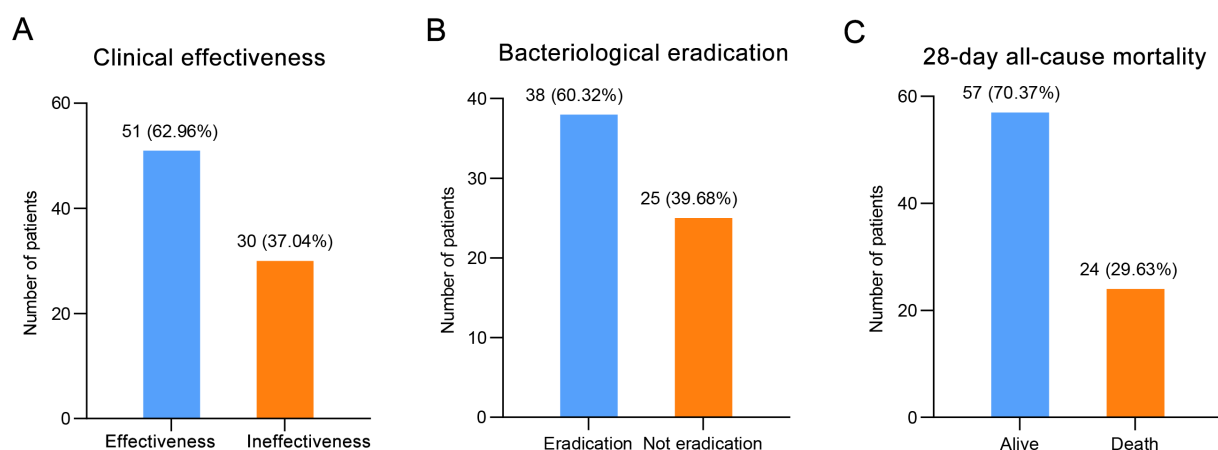 A
Clinical effectiveness
Number of patients
60
40
20
0
51 (62.96%)
30 (37.04%)
Effectiveness
Ineffectiveness
B
Bacteriological eradication
Number of patients
40
30
20
10
0
38 (60.32%)
25 (39.68%)
Eradication
Not eradication
C
28-day all-cause mortality
Number of patients
60
40
20
0
57 (70.37%)
24 (29.63%)
Alive
Death